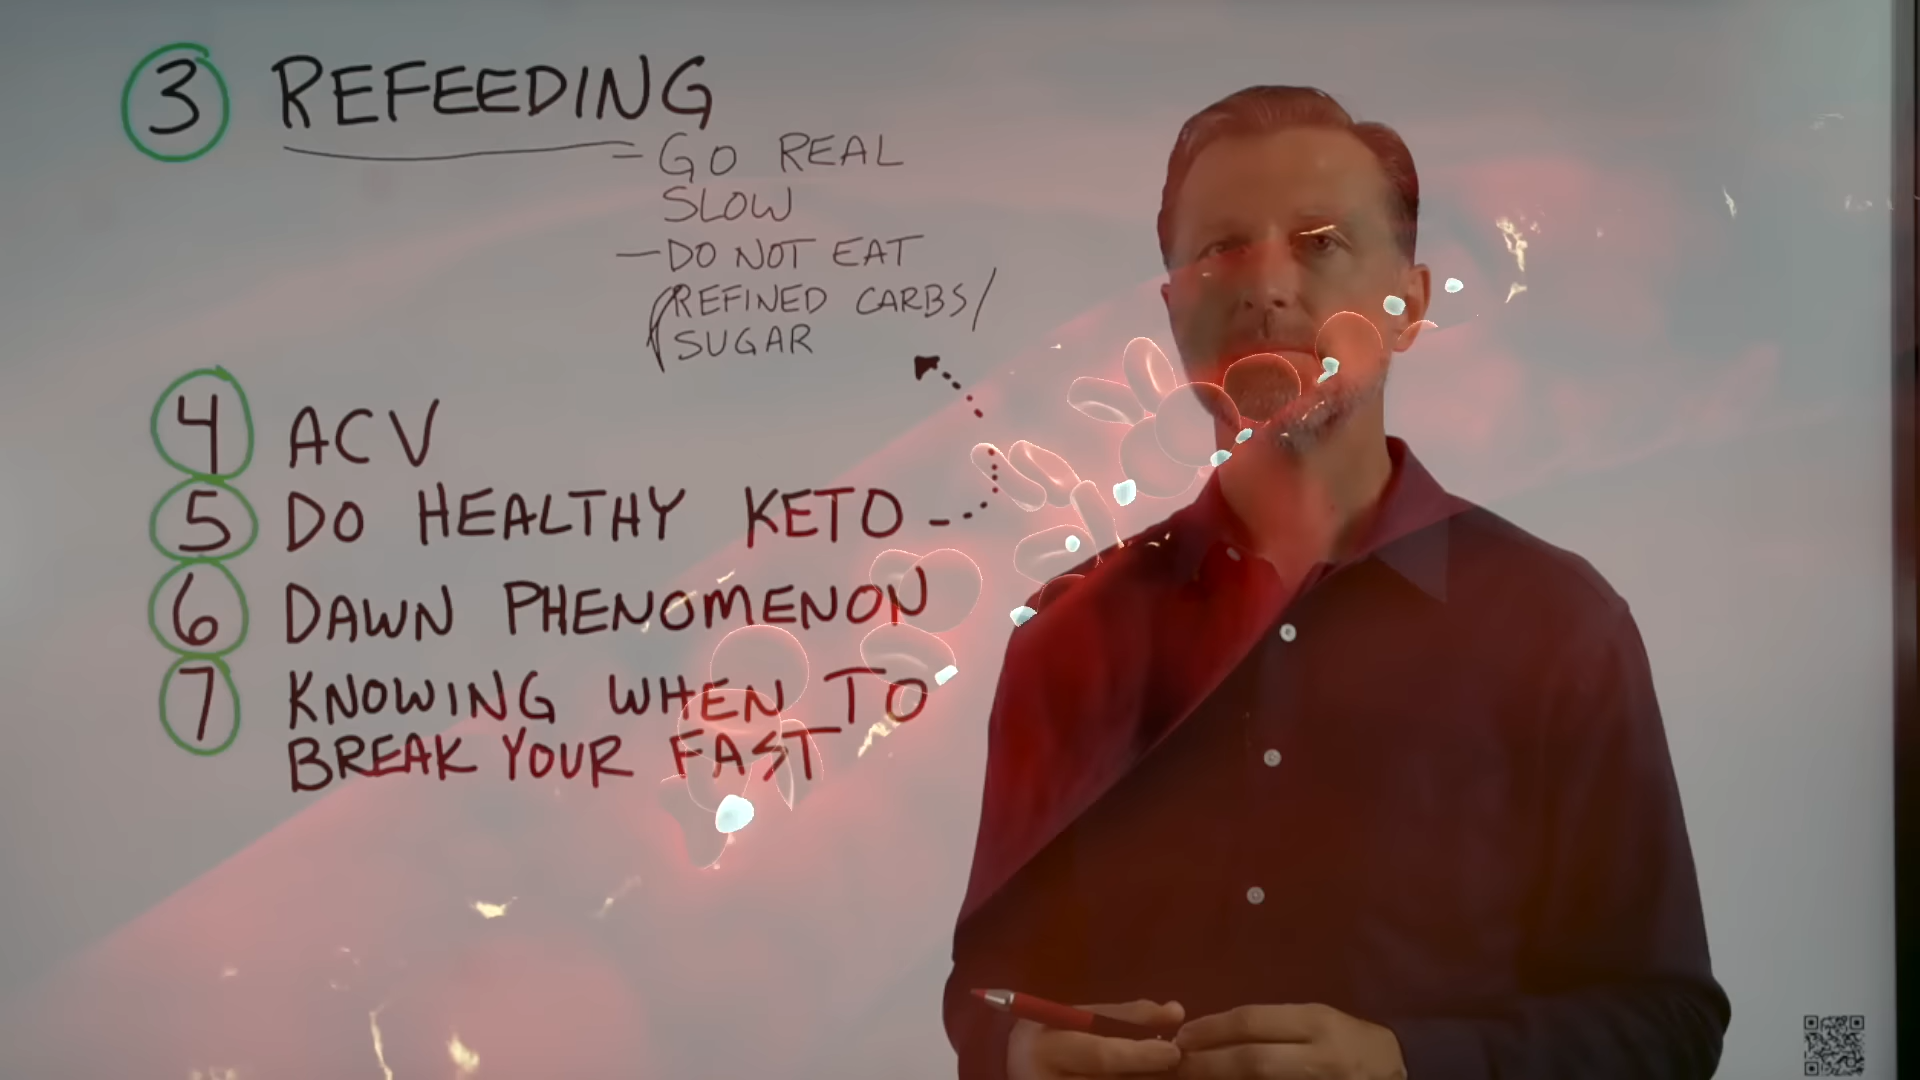 3 REFEEDING
- GO REAL
SLOW
- DO NOT EAT
REFINED CARBS/
SUGAR
4 ACV
5 DO HEALTHY KETO
6 DAWN PHENOMENON
7 KNOWING WHEN TO
BREAK YOUR FAST